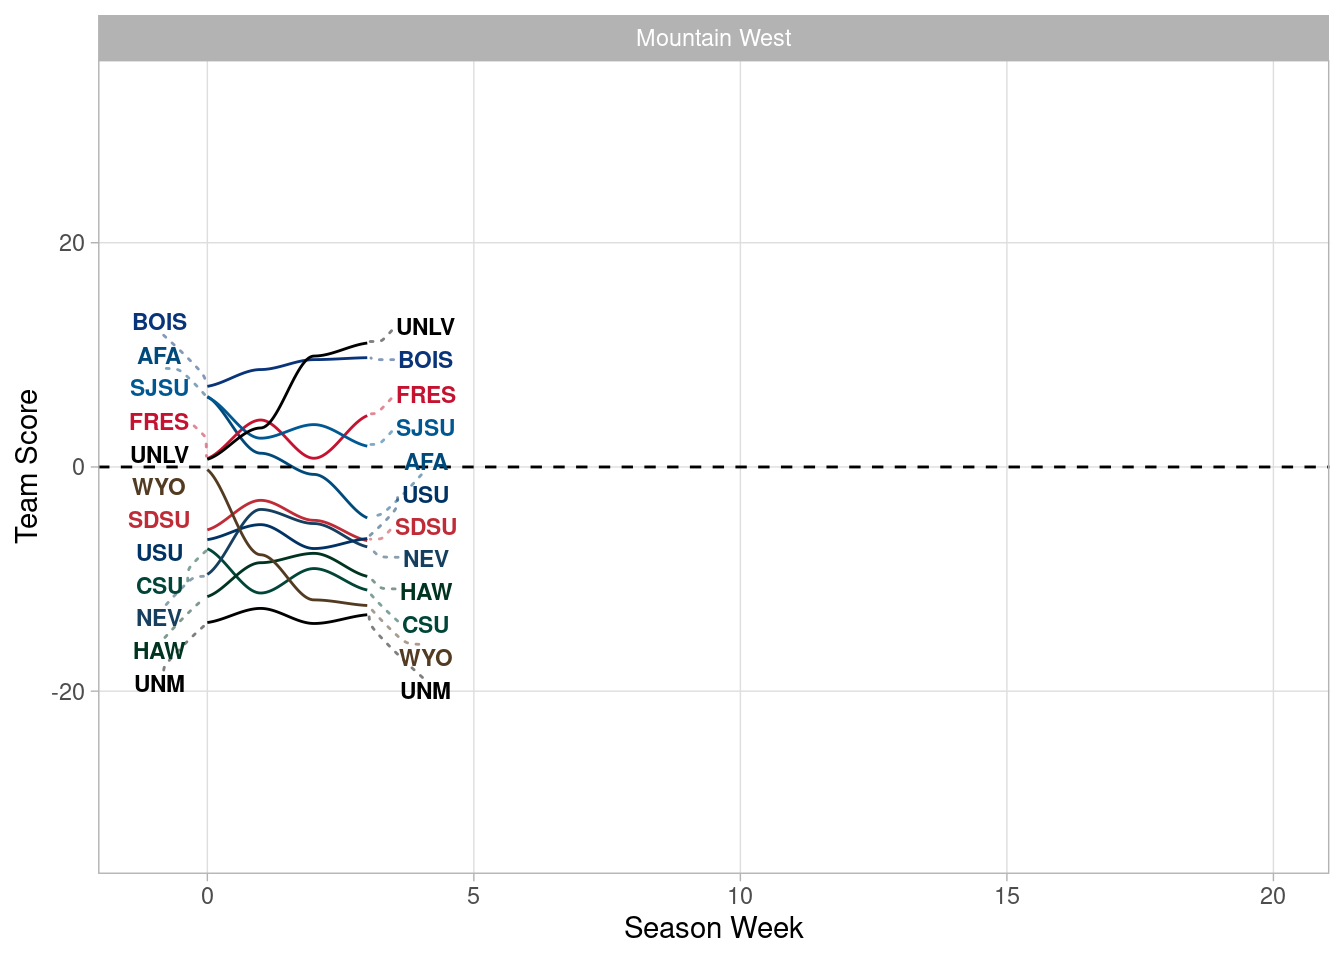 Mountain West
Team Score
20
0
-20
BOIS
AFA
SJSU
FRES
UNLV
WYO
SDSU
USU
CSU
NEV
HAW
UNM
UNLV
BOIS
FRES
SJSU
AFA
USU
SDSU
NEV
HAW
CSU
WYO
UNM
0 5 10 15 20
Season Week